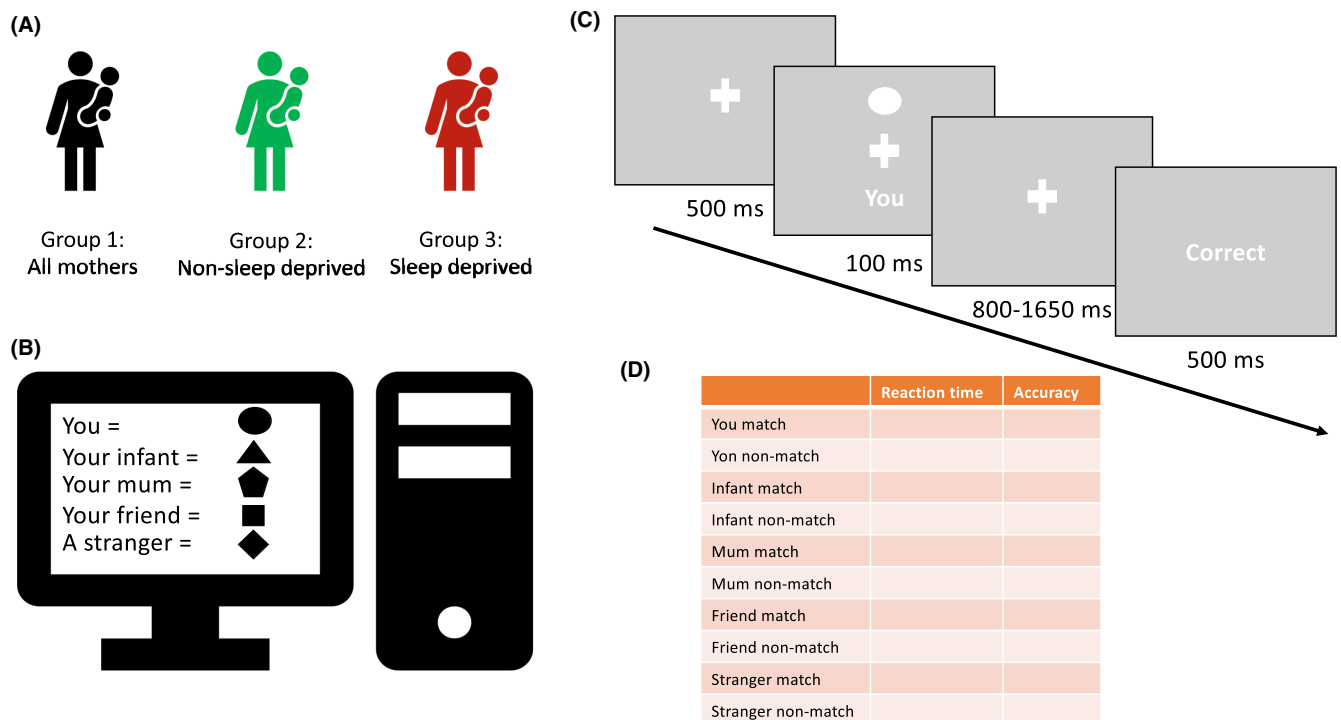 (A)
Group 1:
All mothers
Group 2:
Non-sleep deprived
Group 3:
Sleep deprived
(B)
You =
Your infant =
Your mum =
Your friend =
A stranger =
(C)
500 ms
You
100 ms
800-1650 ms
Correct
500 ms
(D)
Reaction time Accuracy
You match
Yon non-match
Infant match
Infant non-match
Mum match
Mum non-match
Friend match
Friend non-match
Stranger match
Stranger non-match